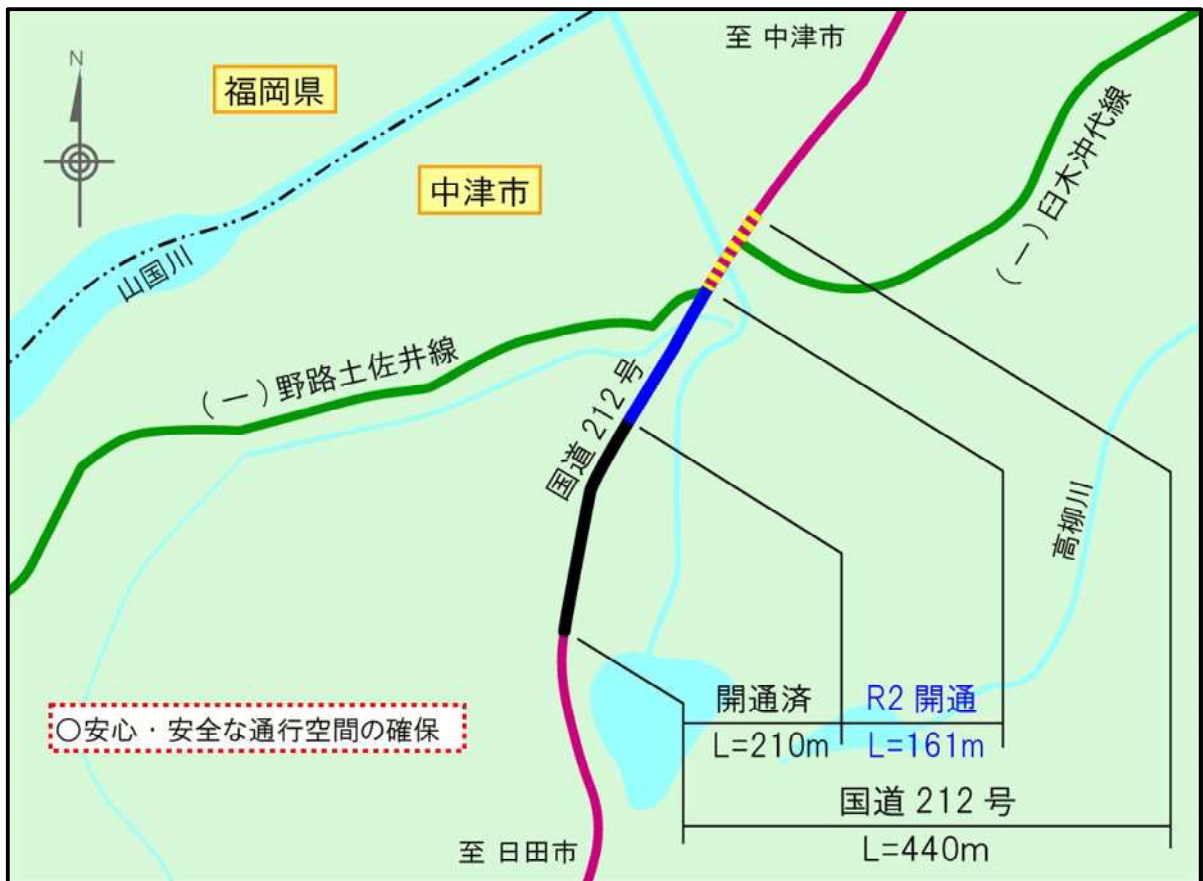 至 中津市
N
福岡県
中津市
(一)臼木沖代線
山国川
(一)野路土佐井線
国道212号
高柳川
開通済
R2開通
○安心・安全な通行空間の確保
L=210m
L=161m
国道212号
至 日田市
L=440m